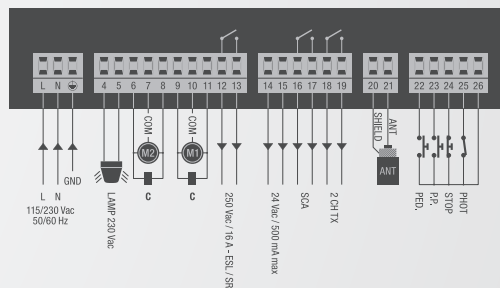 L N 4 5 6 7 8 9 10 11 12 13 14 15 16 17 18 19 20 21 22 23 24 25 26
COM
M2
C
COM
M1
C
L N
GND
115/230 Vac
50/60 Hz
LAMP 230 Vac
250 Vac / 16 A - ESL / SR
24 Vac / 500 mA max
SCA
2 CH TX
SHIELD
ANT
ANT
PED.
P.P.
STOP
PHOT